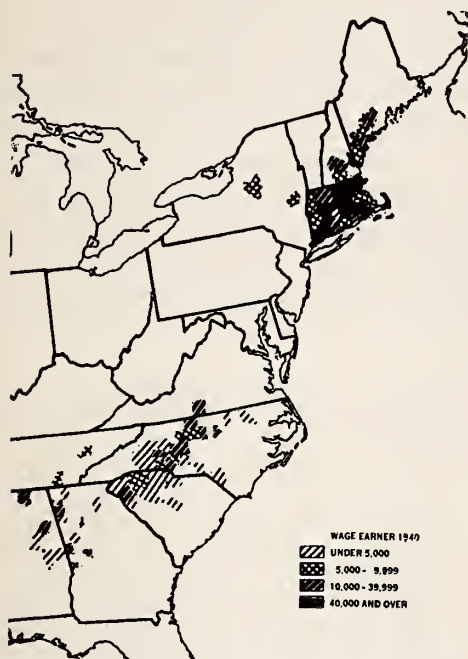 WAGE EARNER 1940
UNDER 5,000
5,000 - 9,999
10,000 - 39,999
40,000 AND OVER